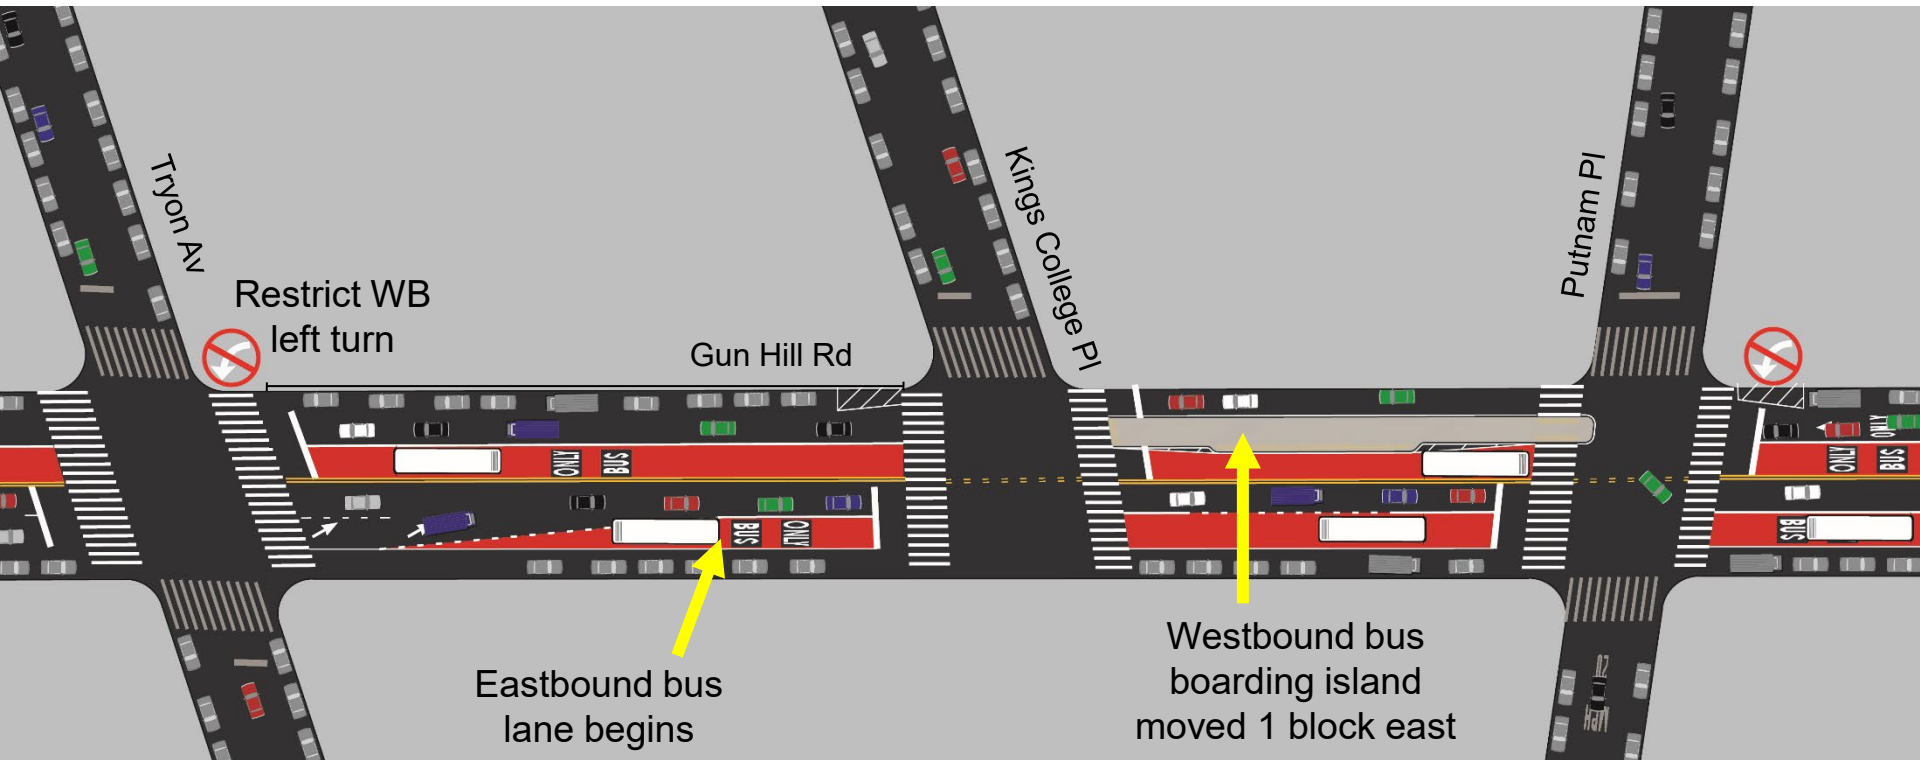 Tryon Av
Kings College Pl
Putnam Pl
Restrict WB
left turn
Gun Hill Rd
ONLY
BUS
ONLY
ONLY
BUS
BUS
ONLY
BUS
Eastbound bus
lane begins
Westbound bus
boarding island
moved 1 block east